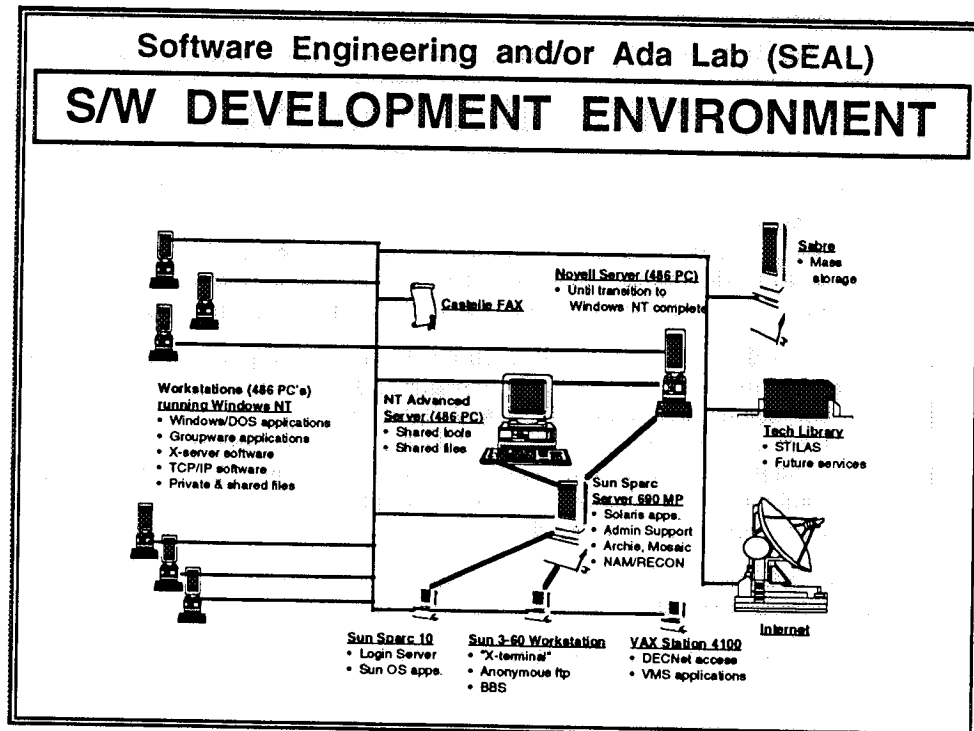 Software Engineering and/or Ada Lab (SEAL)
S/W DEVELOPMENT ENVIRONMENT
Sabre
• Mass
storage
Novell Server (486 PC)
• Until transition to
Windows NT complete
Castelle FAX
Workstations (486 PC's)
running Windows NT
• Windows/DOS applications
• Groupware applications
• X-server software
• TCP/IP software
• Private & shared files
NT Advanced
Server (486 PC)
• Shared tools
• Shared files
Tech Library
• STILAS
• Future services
Sun Sparc
Server 690 MP
• Solaris apps.
• Admin Support
• Archie, Mosaic
• NAM/RECON
Internet
Sun Sparc 10
• Login Server
• Sun OS apps.
Sun 3-60 Workstation
• "X-terminal"
• Anonymous ftp
• BBS
VAX Station 4100
• DECNet access
• VMS applications